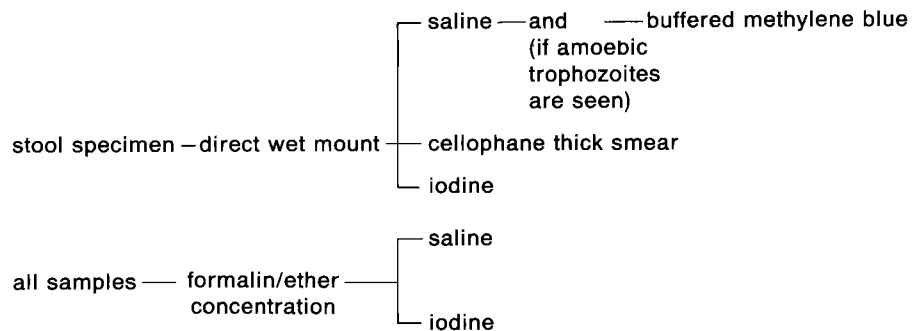 saline — and — buffered methylene blue
(if amoebic
trophozoites
are seen)
stool specimen – direct wet mount
cellophane thick smear
iodine
saline
all samples — formalin/ether
concentration
iodine